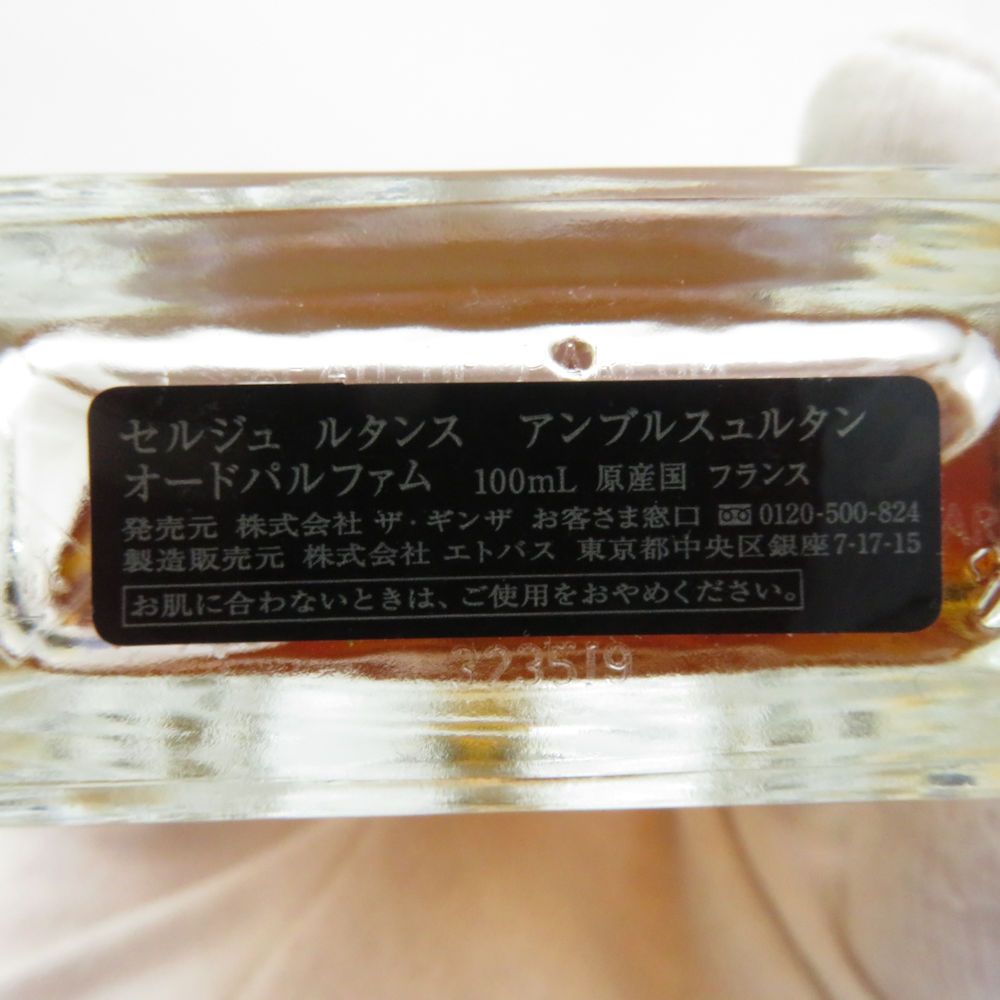 セルジュ ルタンス アンブルスュルタン
オードパルファム 100mL 原産国 フランス
発売元 株式会社 ザ・ギンザ お客さま窓口 0120-500-824
製造販売元 株式会社 エトバス 東京都中央区銀座7-17-15
お肌に合わないときは、ご使用をおやめください。
323519